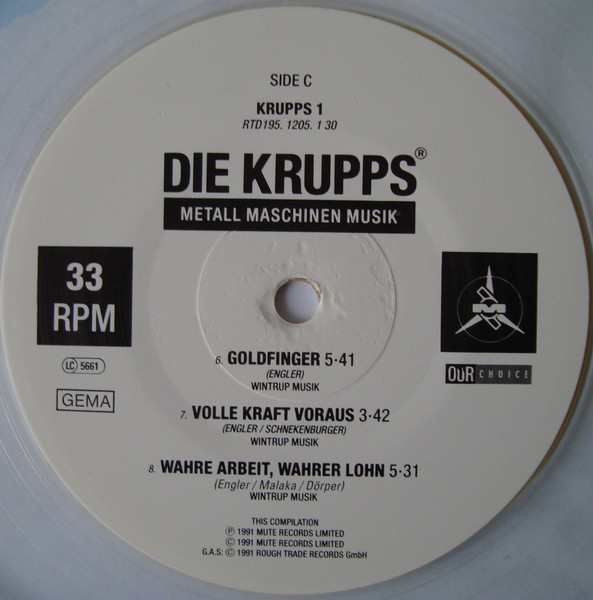 SIDE C
KRUPPS 1
RTD195. 1205. 1 30
DIE KRUPPS®
METALL MASCHINEN MUSIK
33
RPM
M
LC 5661
OUR CHOICE
GEMA
6. GOLDFINGER 5·41
(ENGLER)
WINTRUP MUSIK
7. VOLLE KRAFT VORAUS 3·42
(ENGLER / SCHNEKENBURGER)
WINTRUP MUSIK
8. WAHRE ARBEIT, WAHRER LOHN 5·31
(Engler / Malaka / Dörper)
WINTRUP MUSIK
THIS COMPILATION
℗ 1991 MUTE RECORDS LIMITED
© 1991 MUTE RECORDS LIMITED
G.A.S: © 1991 ROUGH TRADE RECORDS GmbH